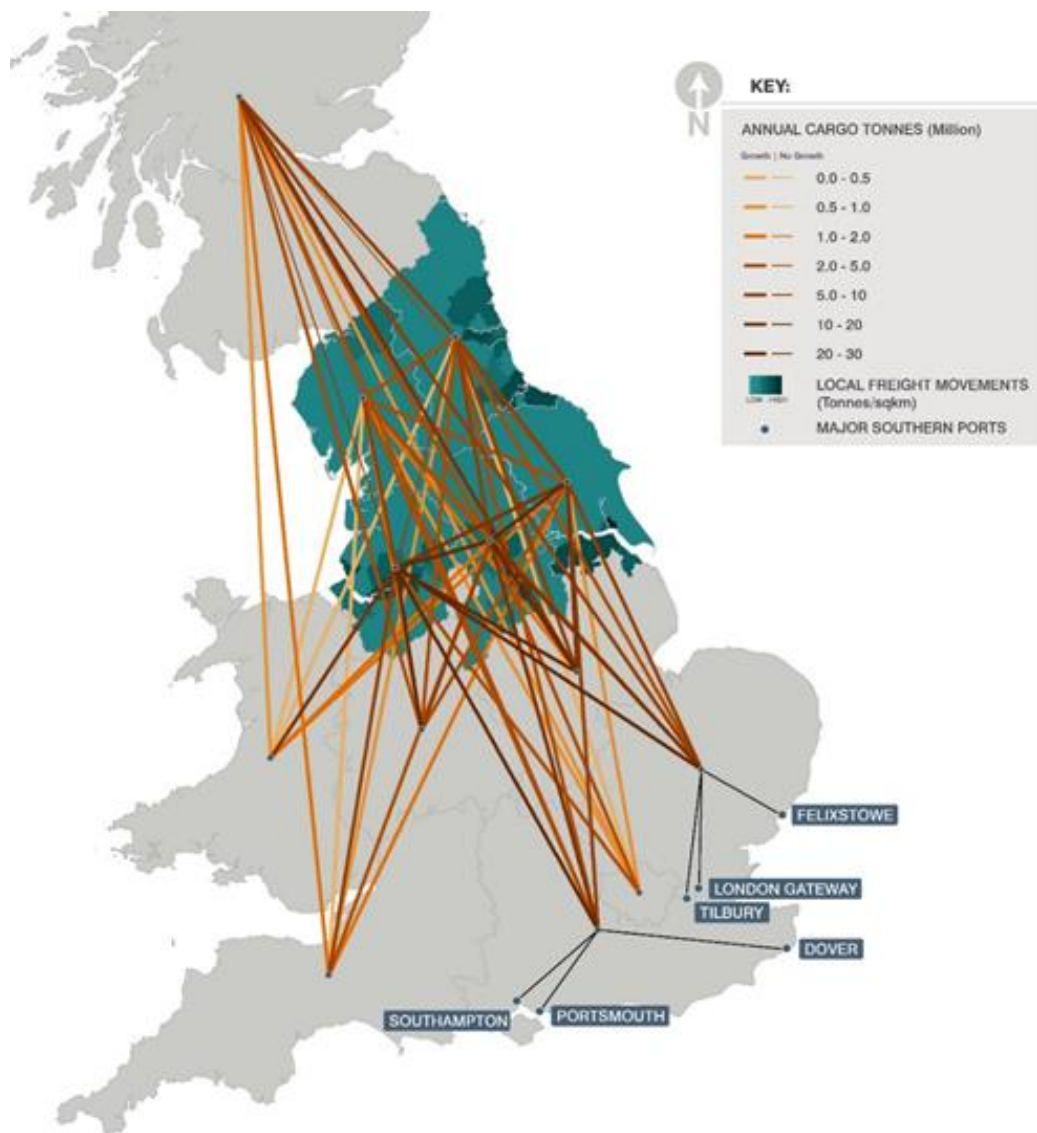 N
KEY:
ANNUAL CARGO TONNES (Million)
Growth | No Growth
0.0 - 0.5
0.5 - 1.0
1.0 - 2.0
2.0 - 5.0
5.0 - 10
10 - 20
20 - 30
LOW - HIGH
LOCAL FREIGHT MOVEMENTS
(Tonnes/sqkm)
MAJOR SOUTHERN PORTS
FELIXSTOWE
LONDON GATEWAY
TILBURY
DOVER
SOUTHAMPTON
PORTSMOUTH